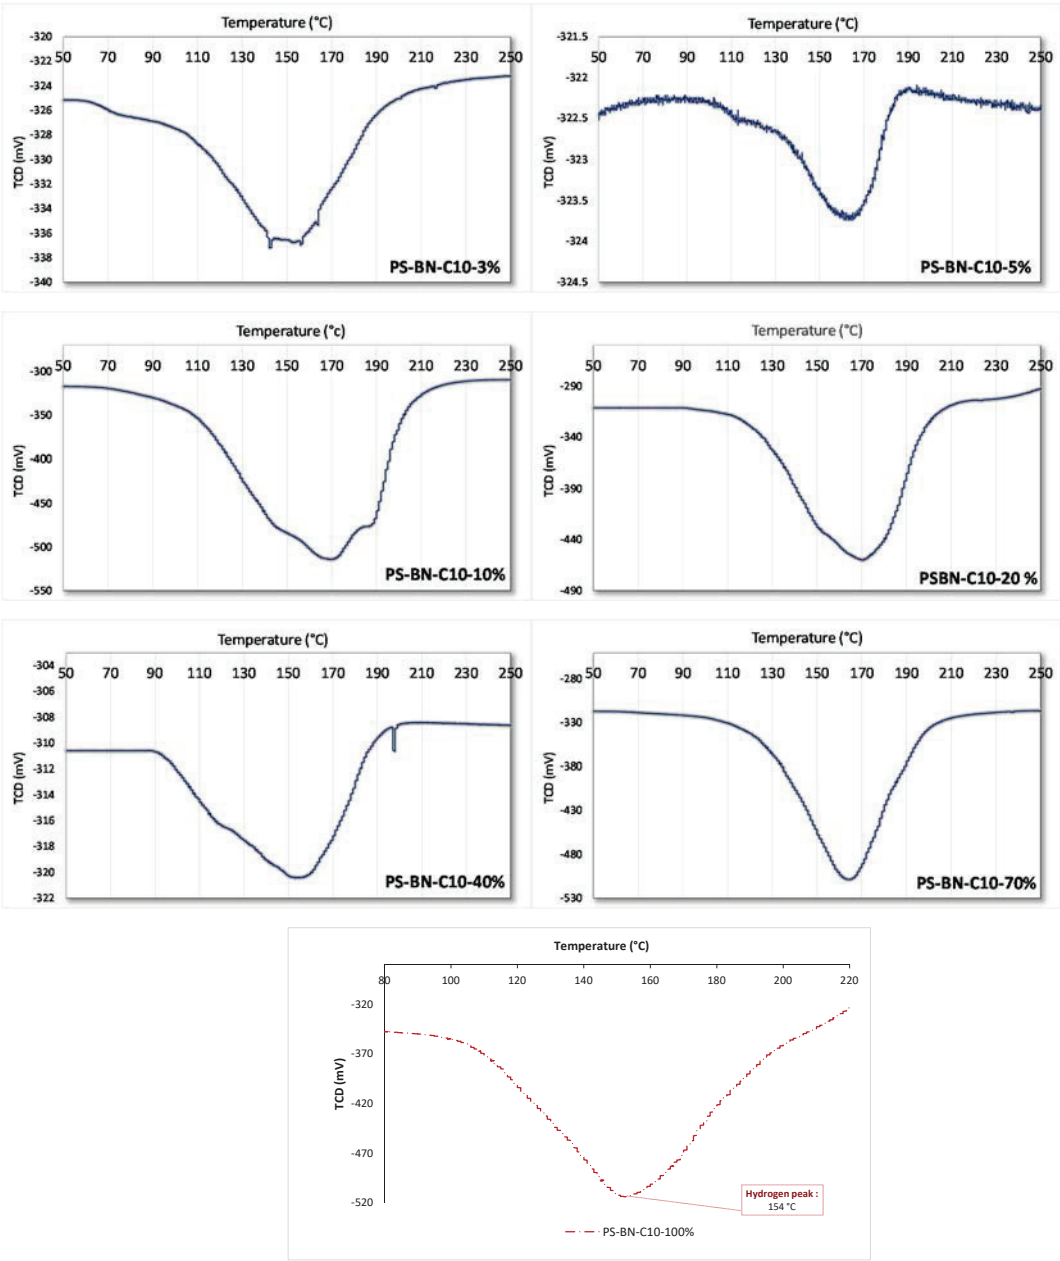 Temperature (°C)
-320
50 70 90 110 130 150 170 190 210 230 250
-322
-324
-326
-328
-330
-332
-334
-336
-338
-340
TCD (mV)
PS-BN-C10-3%
Temperature (°C)
-321.5
50 70 90 110 130 150 170 190 210 230 250
-322
-322.5
-323
-323.5
-324
-324.5
TCD (mV)
PS-BN-C10-5%
Temperature (°c)
50 70 90 110 130 150 170 190 210 230 250
-300
-350
-400
-450
-500
-550
TCD (mV)
PS-BN-C10-10%
Temperature (°C)
50 70 90 110 130 150 170 190 210 230 250
-290
-340
-390
-440
-490
TCD (mV)
PSBN-C10-20 %
Temperature (°C)
-304
50 70 90 110 130 150 170 190 210 230 250
-306
-308
-310
-312
-314
-316
-318
-320
-322
TCD (mV)
PS-BN-C10-40%
Temperature (°C)
50 70 90 110 130 150 170 190 210 230 250
-280
-330
-380
-430
-480
-530
TCD (mV)
PS-BN-C10-70%
Temperature (°C)
80 100 120 140 160 180 200 220
-320
-370
-420
-470
-520
TCD (mV)
Hydrogen peak :
154 °C
PS-BN-C10-100%